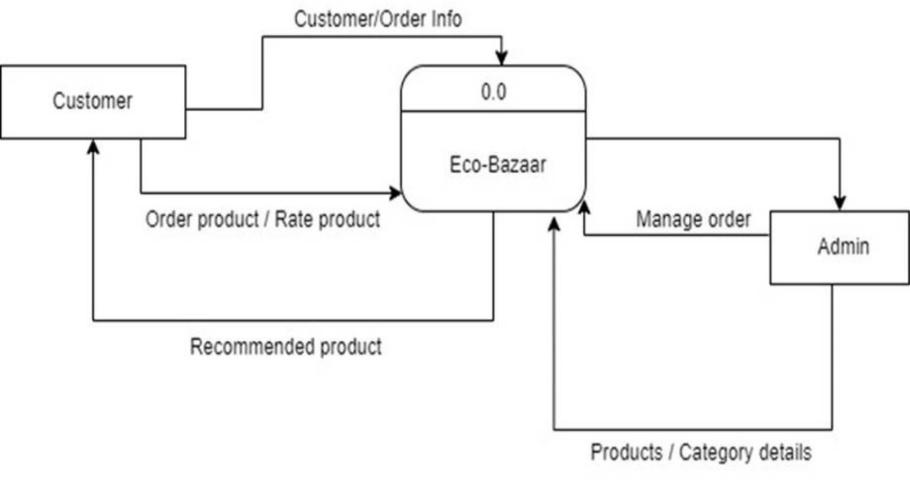 Customer/Order Info
Customer
0.0
Eco-Bazaar
Order product / Rate product
Manage order
Admin
Recommended product
Products / Category details